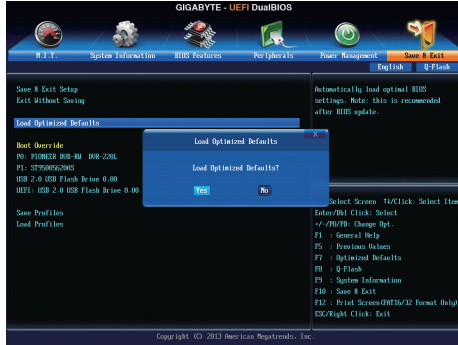 GIGABYTE - UEFI DualBIOS
M.I.T.
System Information
BIOS Features
Peripherals
Power Management
Save & Exit
English
Q-Flash
Save & Exit Setup
Exit Without Saving
Load Optimized Defaults
Boot Override
P0: PIONEER DVD-RW DVR-220L
P1: ST95005620AS
USB 2.0 USB Flash Drive 0.00
UEFI: USB 2.0 USB Flash Drive 0.00
Save Profiles
Load Profiles
Automatically load optimal BIOS
settings. Note: this is recommended
after BIOS update.
Load Optimized Defaults
X
Load Optimized Defaults?
Yes
No
Select Screen ↑↓/Click: Select Item
Enter/Dbl Click: Select
+/-/PU/PD: Change Opt.
F1 : General Help
F5 : Previous Values
F7 : Optimized Defaults
F8 : Q-Flash
F9 : System Information
F10 : Save & Exit
F12 : Print Screen(FAT16/32 Format Only)
ESC/Right Click: Exit
Copyright (C) 2013 American Megatrends, Inc.